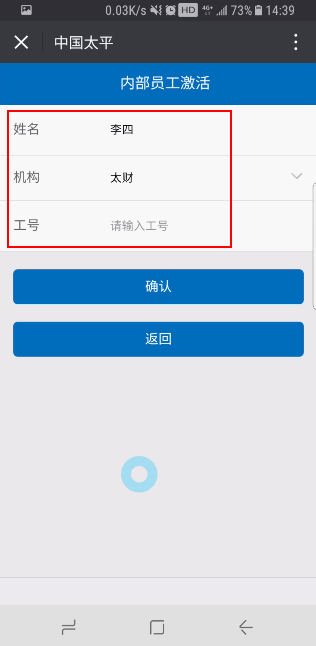 0.03K/s HD 4G+ 73% 14:39
中国太平
内部员工激活
姓名 李四
机构 太财
工号 请输入工号
确认
返回